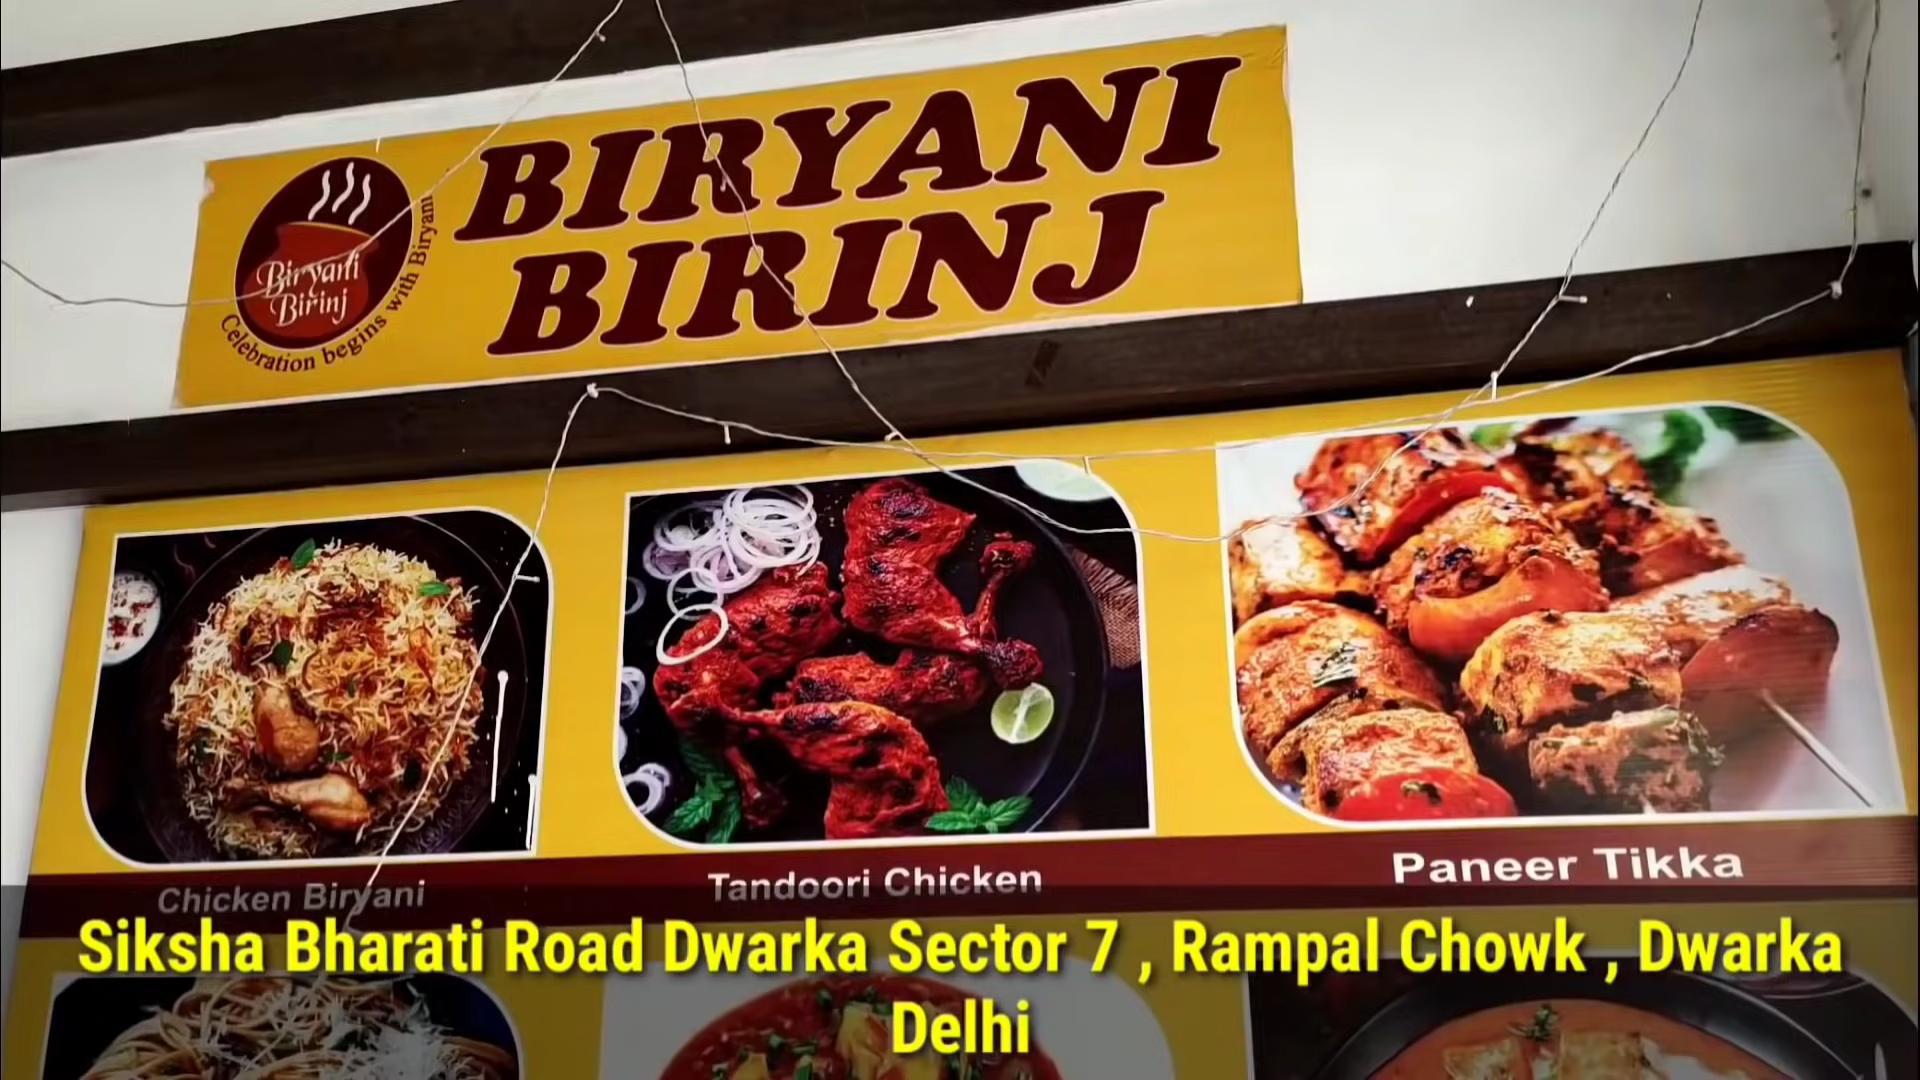 BIRYANI
BIRINJ
Biryani
Birinj
Celebration begins with Biryani
Chicken Biryani
Tandoori Chicken
Paneer Tikka
Siksha Bharati Road Dwarka Sector 7 , Rampal Chowk , Dwarka
Delhi